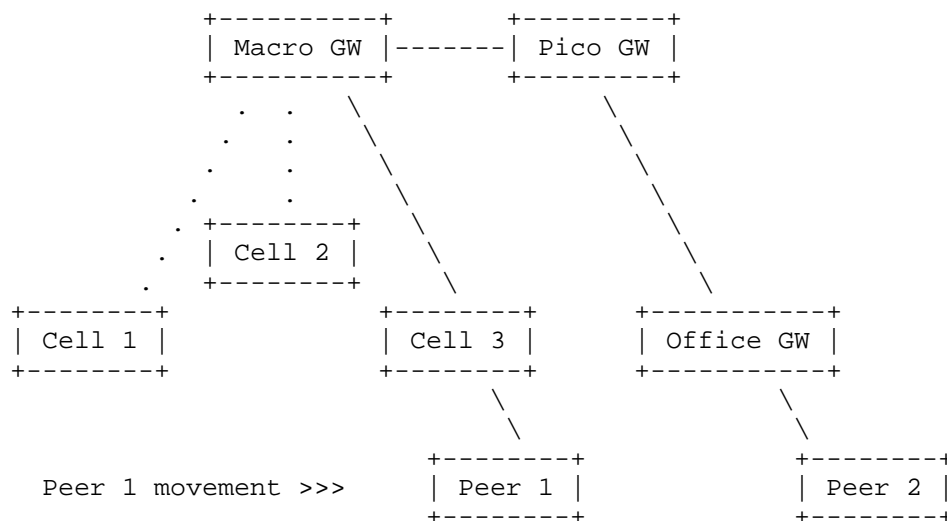 Macro GW Pico GW
Cell 2
Cell 1 Cell 3 Office GW
Peer 1 movement >>> Peer 1 Peer 2